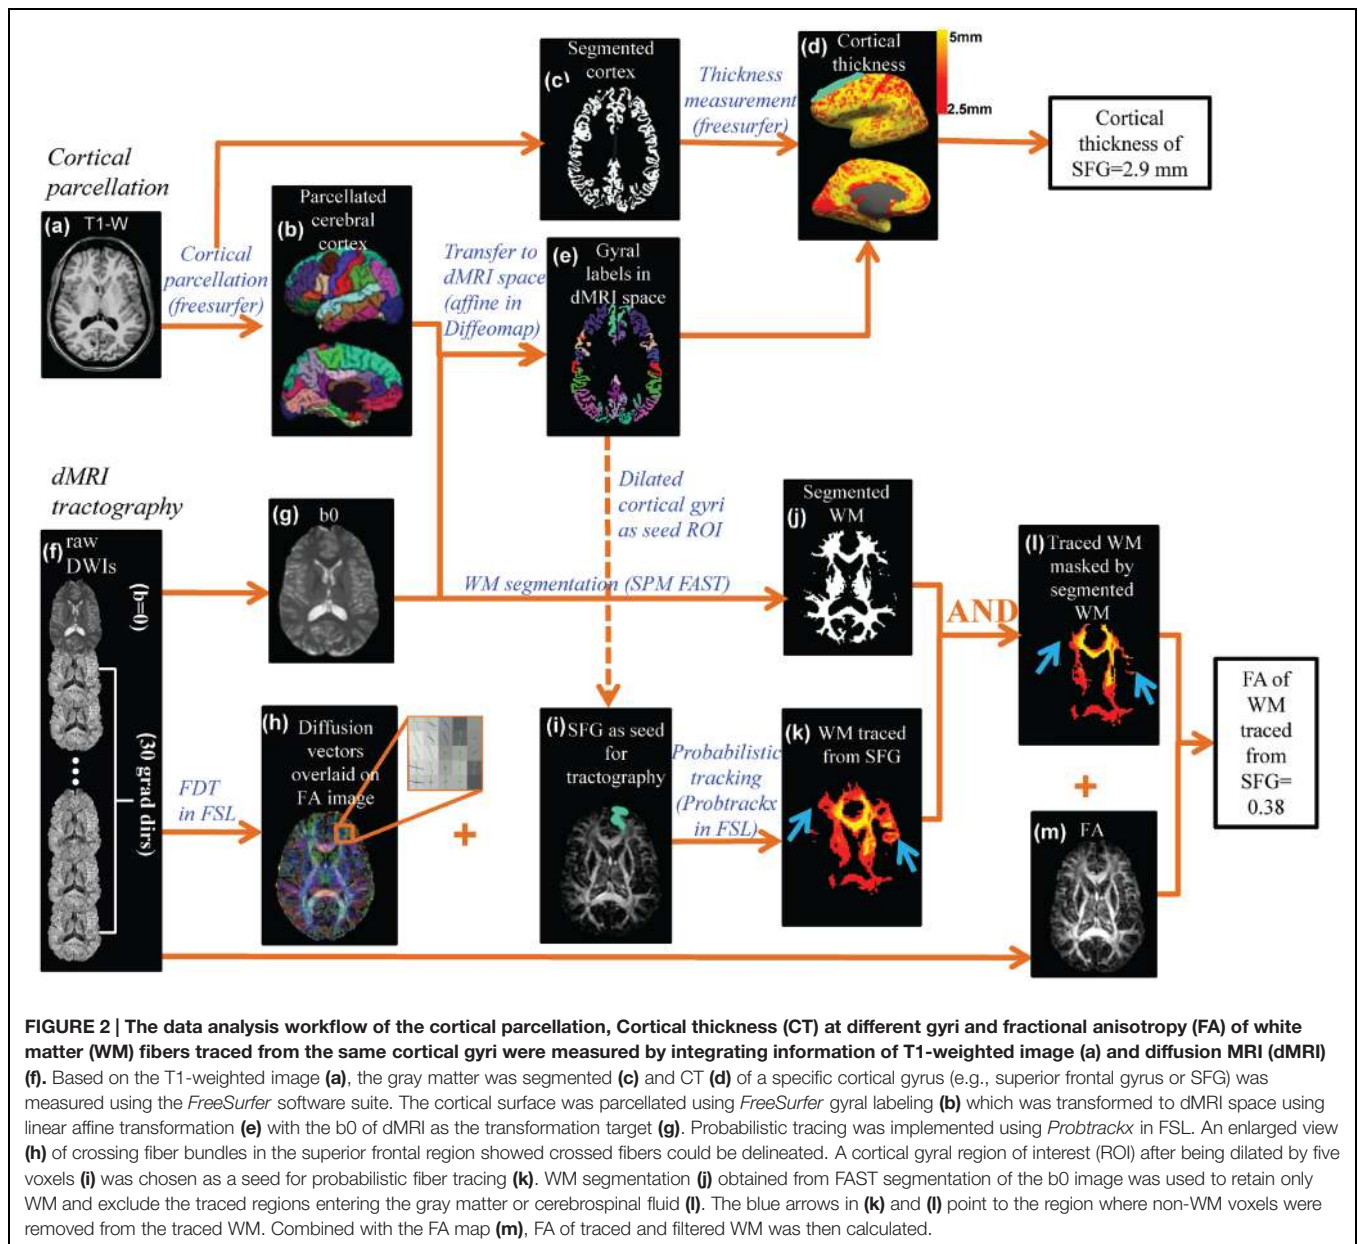 Cortical
parcellation
(a) T1-W
Cortical
parcellation
(freesurfer)
(b)
Parcellated
cerebral
cortex
(c)
Segmented
cortex
Thickness
measurement
(freesurfer)
(d) Cortical
thickness
5mm
2.5mm
Cortical
thickness of
SFG=2.9 mm
Transfer to
dMRI space
(affine in
Diffeomap)
(e) Gyral
labels in
dMRI space
dMRI
tractography
(f) raw
DWIs
(b=0)
(30 grad dirs)
(g) b0
Dilated
cortical gyri
as seed ROI
WM segmentation (SPM FAST)
Segmented
(j) WM
AND
(l) Traced WM
masked by
segmented
WM
FDT
in FSL
(h) Diffusion
vectors
overlaid on
FA image
+
(i) SFG as seed
for
tractography
Probabilistic
tracking
(Probtrackx
in FSL)
(k) WM traced
from SFG
+
(m) FA
FA of
WM
traced
from
SFG=
0.38
FIGURE 2 | The data analysis workflow of the cortical parcellation, Cortical thickness (CT) at different gyri and fractional anisotropy (FA) of white
matter (WM) fibers traced from the same cortical gyri were measured by integrating information of T1-weighted image (a) and diffusion MRI (dMRI)
(f). Based on the T1-weighted image (a), the gray matter was segmented (c) and CT (d) of a specific cortical gyrus (e.g., superior frontal gyrus or SFG) was
measured using the FreeSurfer software suite. The cortical surface was parcellated using FreeSurfer gyral labeling (b) which was transformed to dMRI space using
linear affine transformation (e) with the b0 of dMRI as the transformation target (g). Probabilistic tracing was implemented using Probtrackx in FSL. An enlarged view
(h) of crossing fiber bundles in the superior frontal region showed crossed fibers could be delineated. A cortical gyral region of interest (ROI) after being dilated by five
voxels (i) was chosen as a seed for probabilistic fiber tracing (k). WM segmentation (j) obtained from FAST segmentation of the b0 image was used to retain only
WM and exclude the traced regions entering the gray matter or cerebrospinal fluid (l). The blue arrows in (k) and (l) point to the region where non-WM voxels were
removed from the traced WM. Combined with the FA map (m), FA of traced and filtered WM was then calculated.